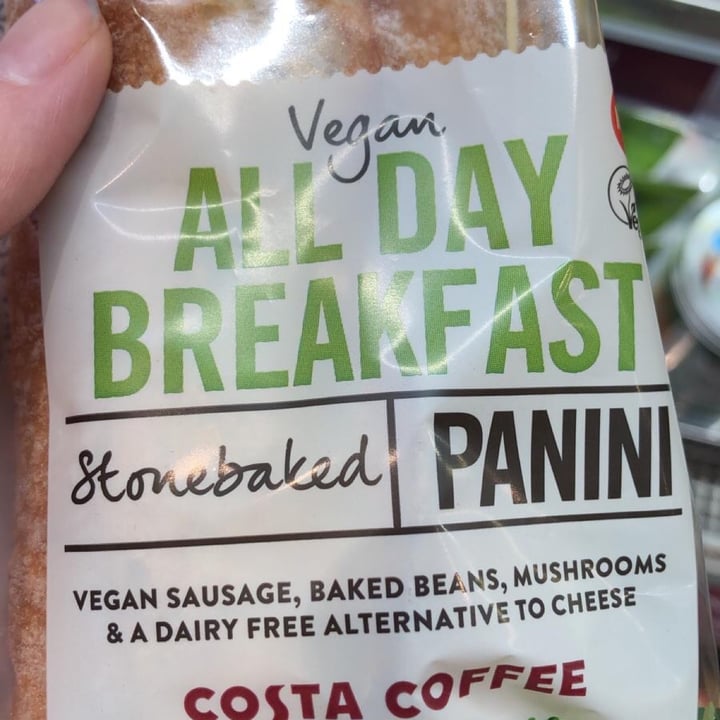 Vegan
ALL DAY
BREAKFAST
Stonebaked PANINI
VEGAN SAUSAGE, BAKED BEANS, MUSHROOMS
& A DAIRY FREE ALTERNATIVE TO CHEESE
COSTA COFFEE